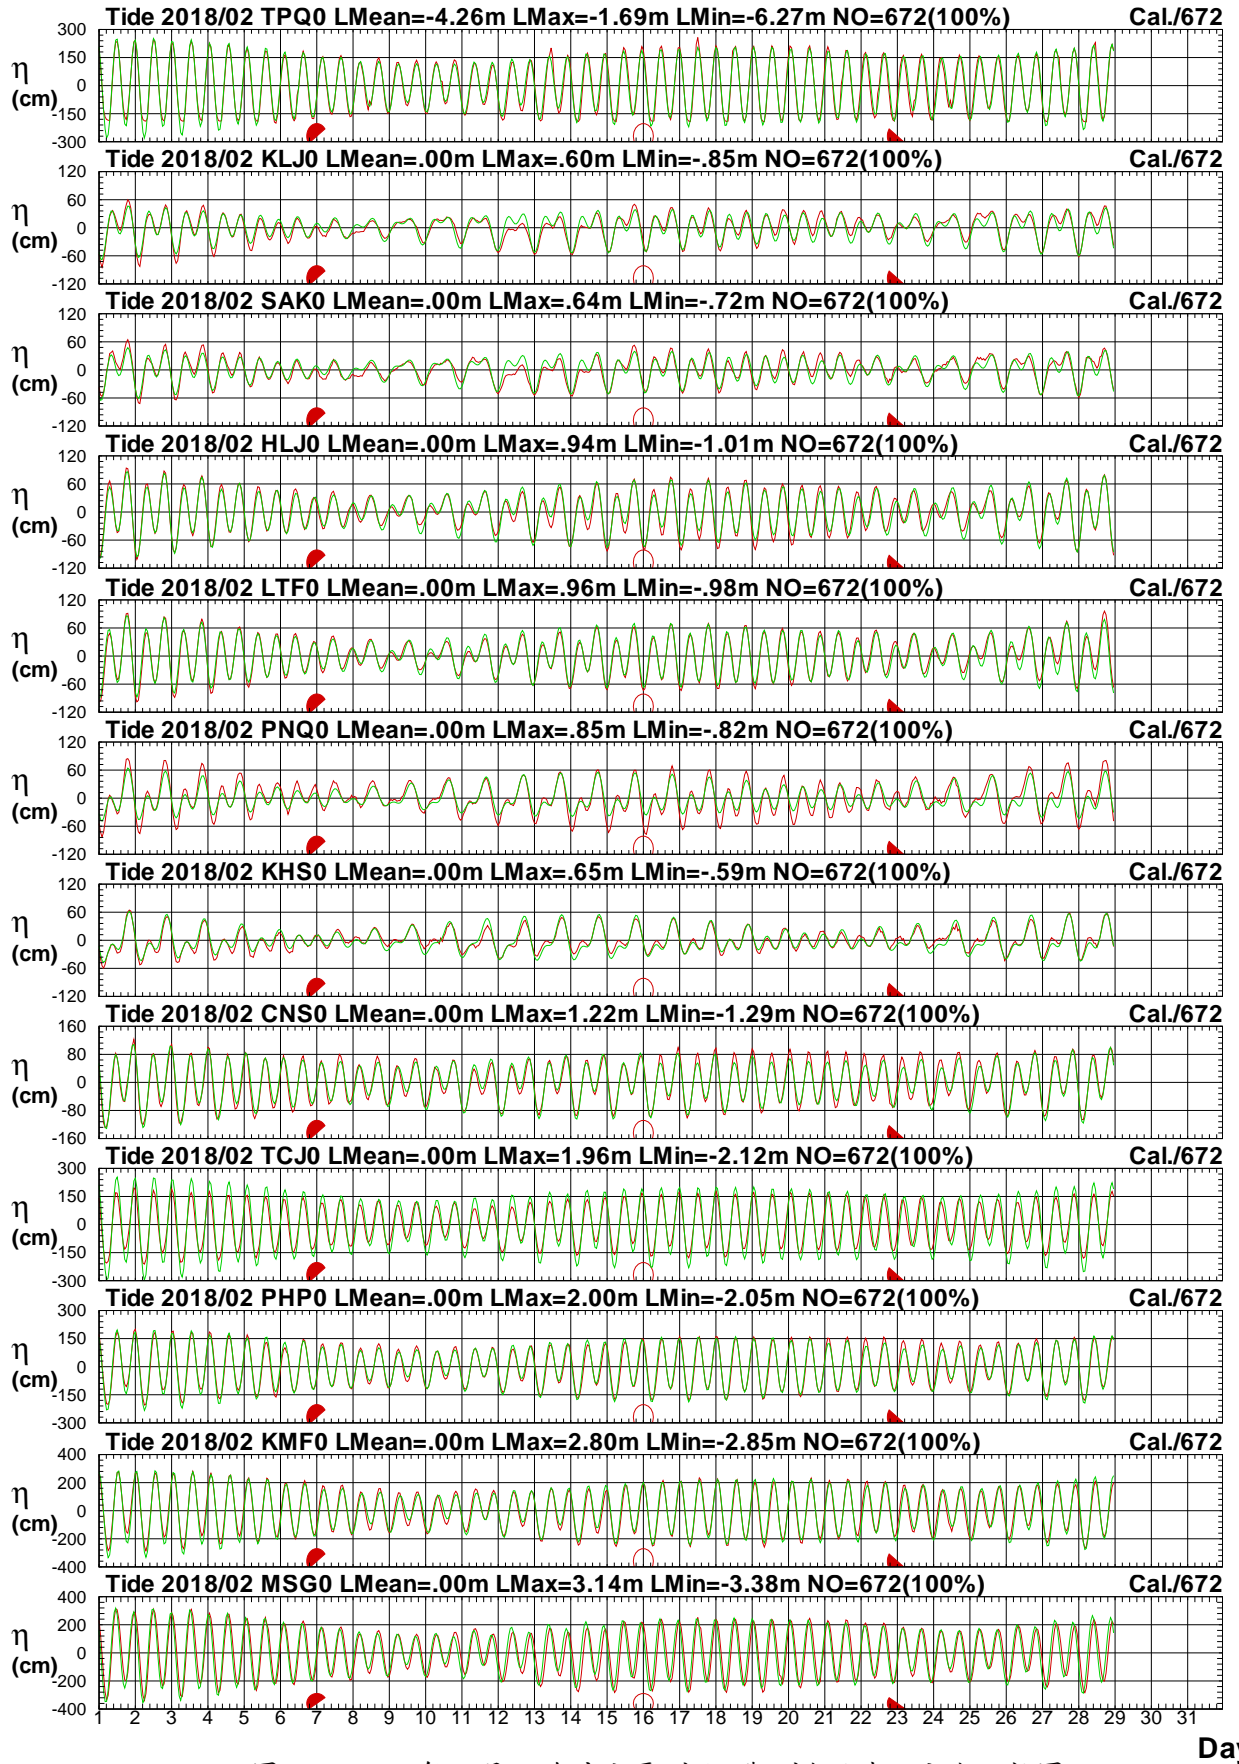 Tide 2018/02 TPQ0 LMean=-4.26m LMax=-1.69m LMin=-6.27m NO=672(100%) Cal./672
300
150
0
-150
-300
η
(cm)
Tide 2018/02 KLJ0 LMean=.00m LMax=.60m LMin=-.85m NO=672(100%) Cal./672
120
60
0
-60
-120
η
(cm)
Tide 2018/02 SAK0 LMean=.00m LMax=.64m LMin=-.72m NO=672(100%) Cal./672
120
60
0
-60
-120
η
(cm)
Tide 2018/02 HLJ0 LMean=.00m LMax=.94m LMin=-1.01m NO=672(100%) Cal./672
120
60
0
-60
-120
η
(cm)
Tide 2018/02 LTF0 LMean=.00m LMax=.96m LMin=-.98m NO=672(100%) Cal./672
120
60
0
-60
-120
η
(cm)
Tide 2018/02 PNQ0 LMean=.00m LMax=.85m LMin=-.82m NO=672(100%) Cal./672
120
60
0
-60
-120
η
(cm)
Tide 2018/02 KHS0 LMean=.00m LMax=.65m LMin=-.59m NO=672(100%) Cal./672
120
60
0
-60
-120
η
(cm)
Tide 2018/02 CNS0 LMean=.00m LMax=1.22m LMin=-1.29m NO=672(100%) Cal./672
160
80
0
-80
-160
η
(cm)
Tide 2018/02 TCJ0 LMean=.00m LMax=1.96m LMin=-2.12m NO=672(100%) Cal./672
300
150
0
-150
-300
η
(cm)
Tide 2018/02 PHP0 LMean=.00m LMax=2.00m LMin=-2.05m NO=672(100%) Cal./672
300
150
0
-150
-300
η
(cm)
Tide 2018/02 KMF0 LMean=.00m LMax=2.80m LMin=-2.85m NO=672(100%) Cal./672
400
200
0
-200
-400
η
(cm)
Tide 2018/02 MSG0 LMean=.00m LMax=3.14m LMin=-3.38m NO=672(100%) Cal./672
400
200
0
-200
-400
η
(cm)
1 2 3 4 5 6 7 8 9 10 11 12 13 14 15 16 17 18 19 20 21 22 23 24 25 26 27 28 29 30 31